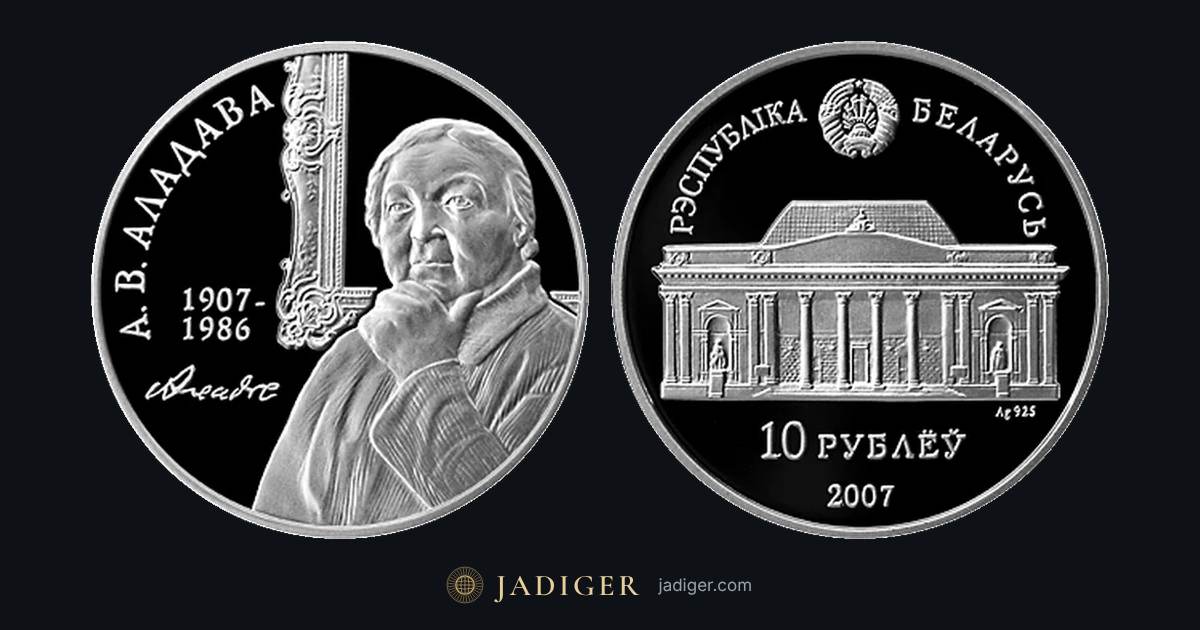 А. В. АЛАДАВА
1907-
1986
РЭСПУБЛІКА БЕЛАРУСЬ
Ag 925
10 РУБЛЁЎ
2007
JADIGER jadiger.com